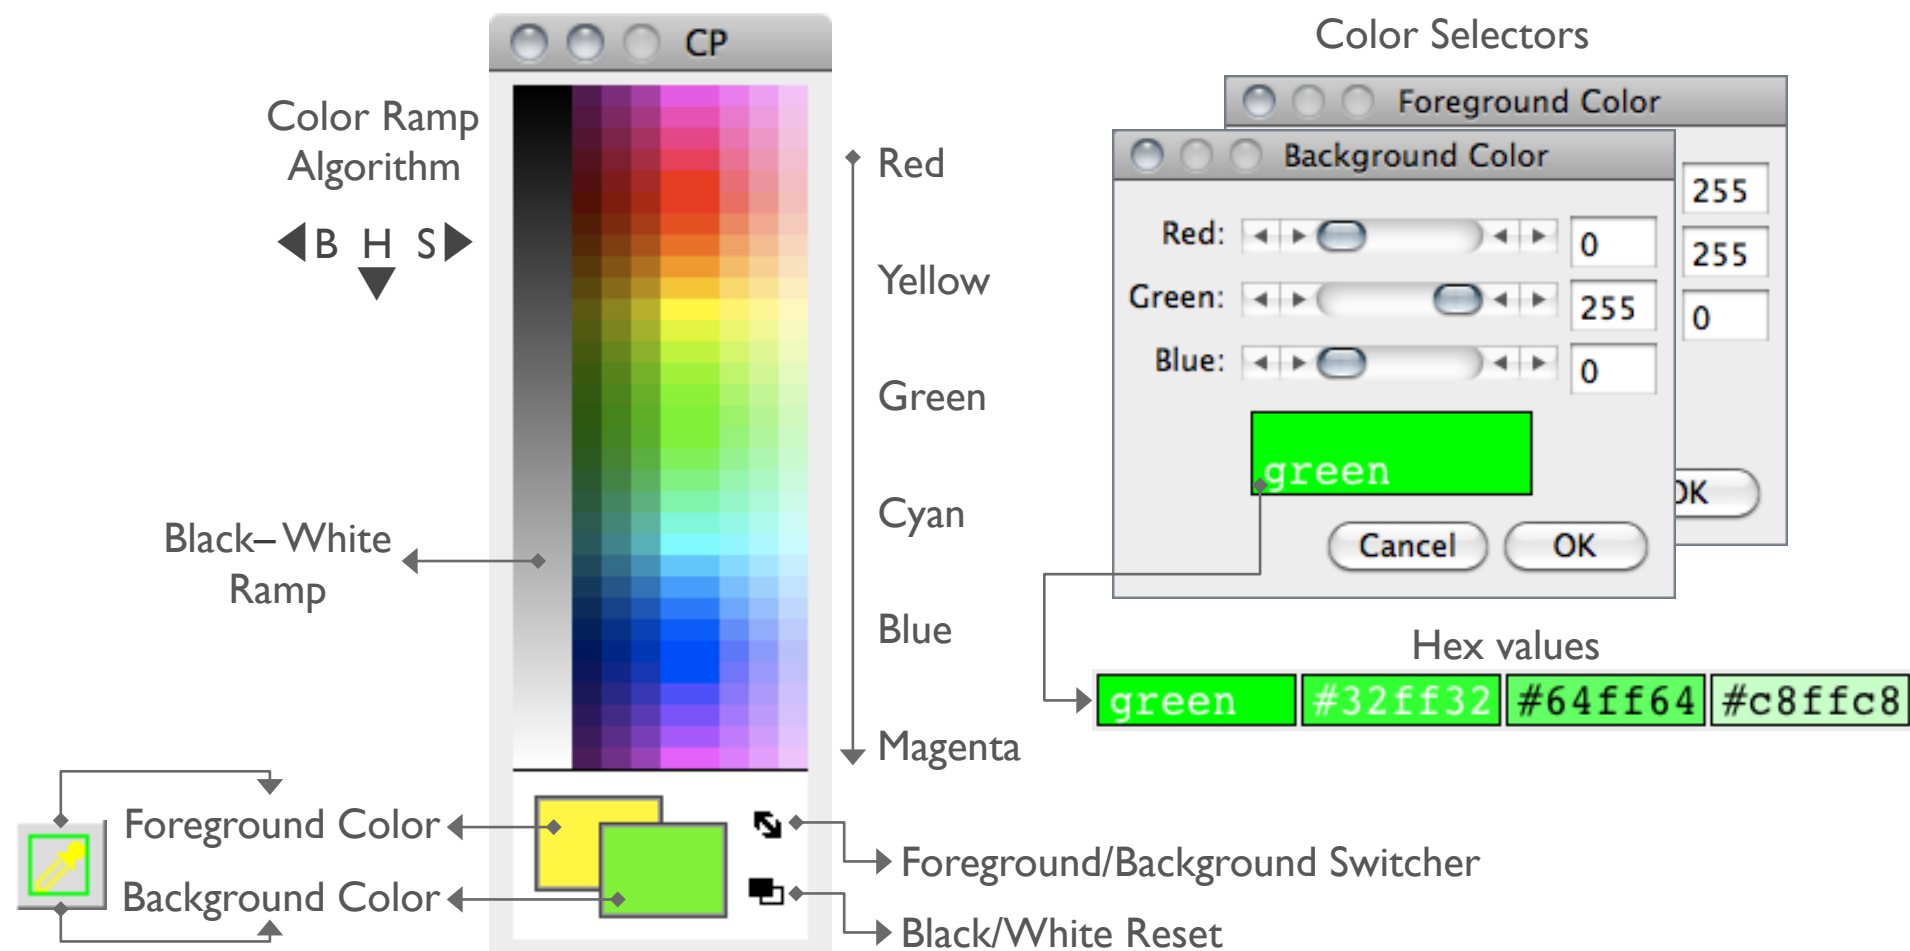 CP
Color Ramp
Algorithm
B H S
Black–White
Ramp
Red
Yellow
Green
Cyan
Blue
Magenta
Foreground Color
Background Color
Foreground/Background Switcher
Black/White Reset
Color Selectors
Foreground Color
255
255
0
OK
Background Color
Red: 0
Green: 255
Blue: 0
green
Cancel OK
Hex values
green #32ff32 #64ff64 #c8ffc8